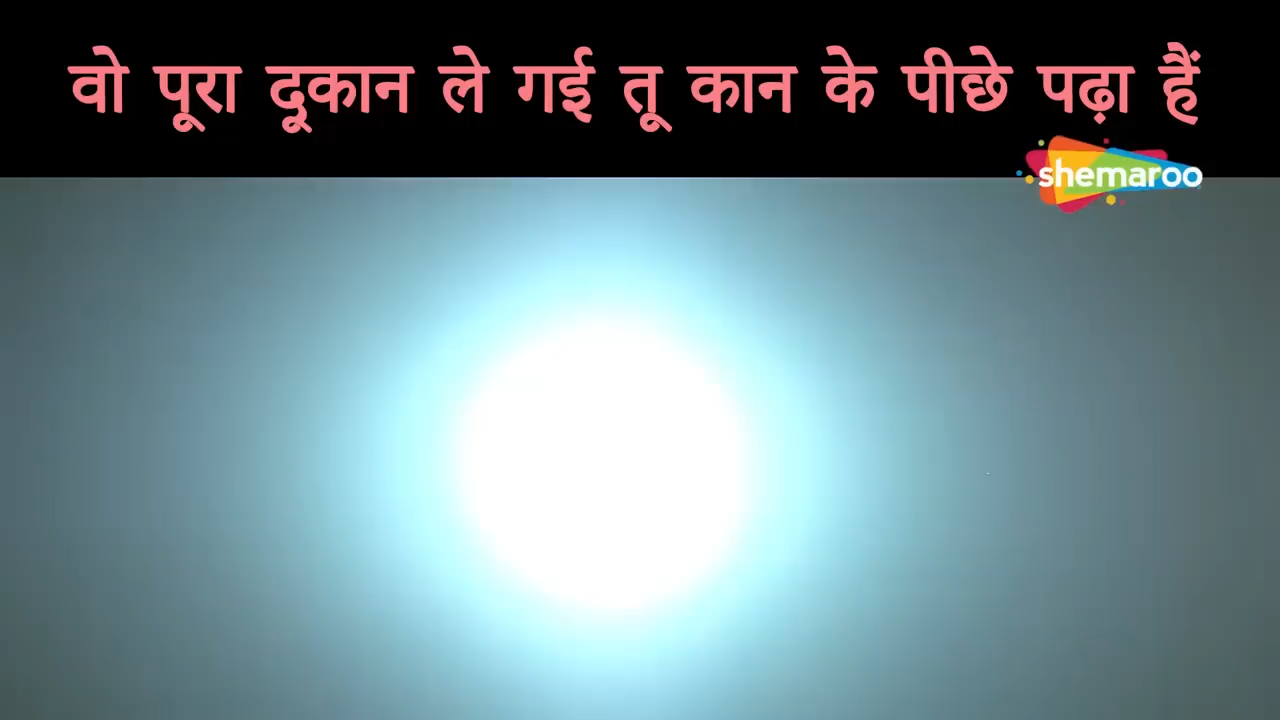 वो पूरा दुकान ले गई तू कान के पीछे पढ़ा हैं
shemaroo